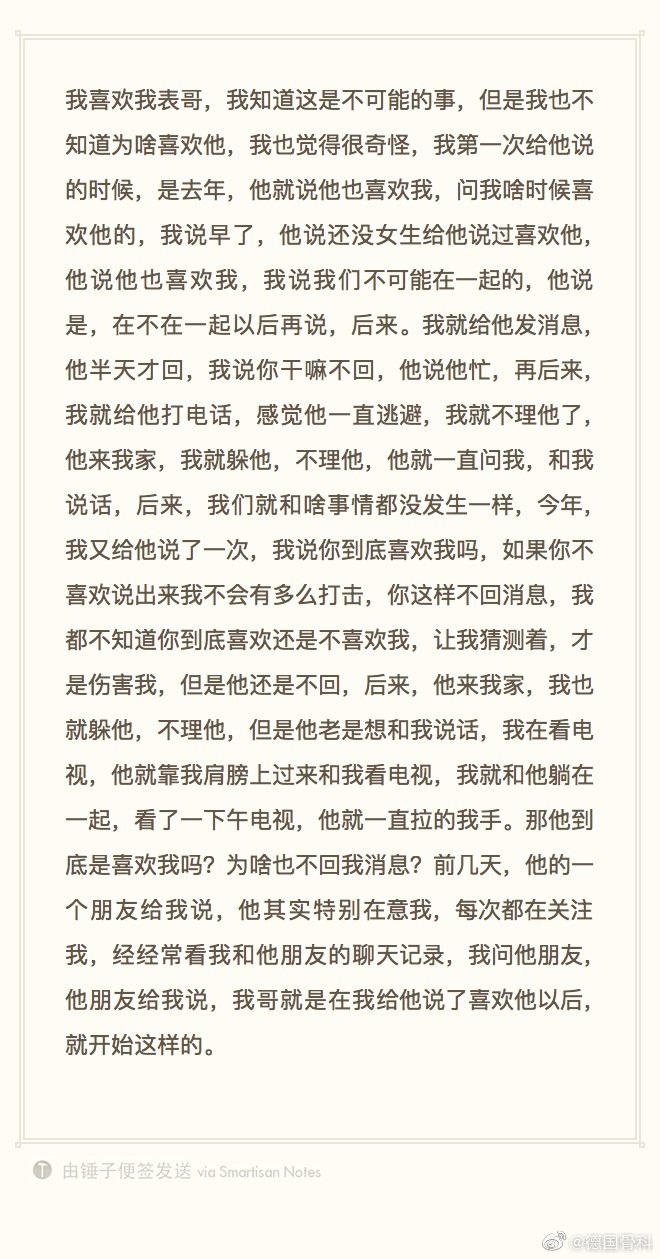 我喜欢我表哥，我知道这是不可能的事，但是我也不
知道为啥喜欢他，我也觉得很奇怪，我第一次给他说
的时候，是去年，他就说他也喜欢我，问我啥时候喜
欢他的，我说早了，他说还没女生给他说过喜欢他，
他说他也喜欢我，我说我们不可能在一起的，他说
是，在不在一起以后再说，后来。我就给他发消息，
他半天才回，我说你干嘛不回，他说他忙，再后来，
我就给他打电话，感觉他一直逃避，我就不理他了，
他来我家，我就躲他，不理他，他就一直问我，和我
说话，后来，我们就和啥事情都没发生一样，今年，
我又给他说了一次，我说你到底喜欢我吗，如果你不
喜欢说出来我不会有多么打击，你这样不回消息，我
都不知道你到底喜欢还是不喜欢我，让我猜测着，才
是伤害我，但是他还是不回，后来，他来我家，我也
就躲他，不理他，但是他老是想和我说话，我在看电
视，他就靠我肩膀上过来和我看电视，我就和他躺在
一起，看了一下午电视，他就一直拉的我手。那他到
底是喜欢我吗？为啥也不回我消息？前几天，他的一
个朋友给我说，他其实特别在意我，每次都在关注
我，经经常看我和他朋友的聊天记录，我问他朋友，
他朋友给我说，我哥就是在我给他说了喜欢他以后，
就开始这样的。
由锤子便签发送 via Smartisan Notes
@德国骨科